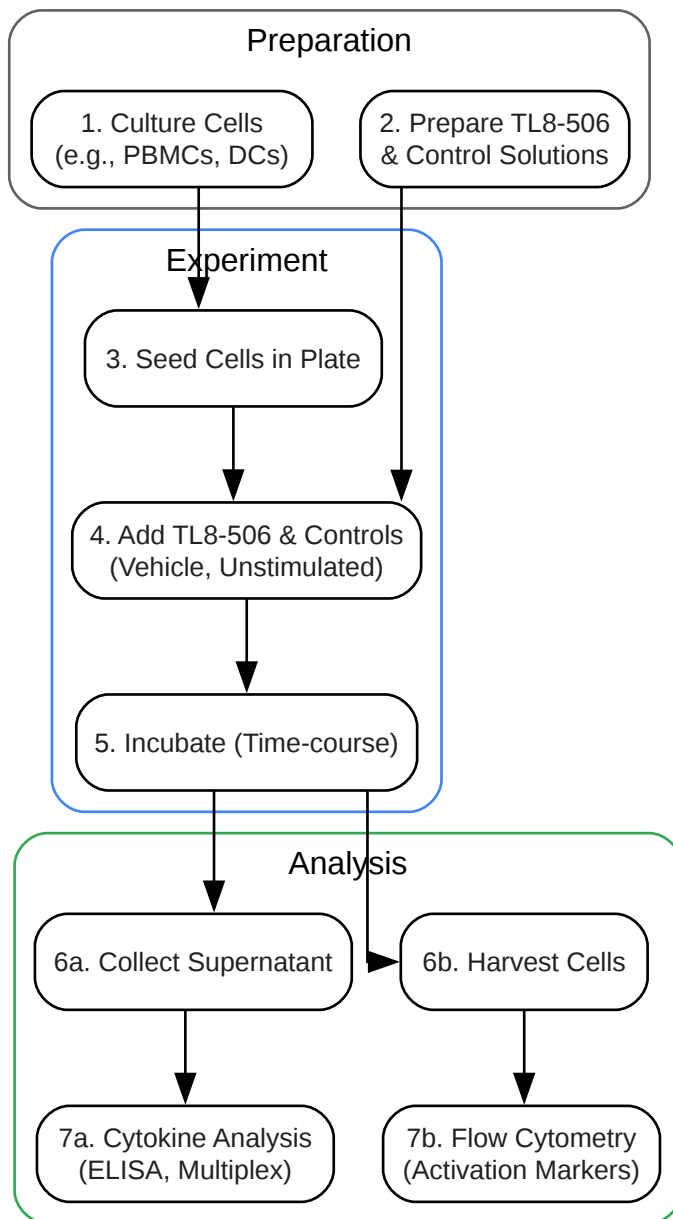 Preparation
1. Culture Cells
(e.g., PBMCs, DCs)
2. Prepare TL8-506
& Control Solutions
Experiment
3. Seed Cells in Plate
4. Add TL8-506 & Controls
(Vehicle, Unstimulated)
5. Incubate (Time-course)
Analysis
6a. Collect Supernatant
6b. Harvest Cells
7a. Cytokine Analysis
(ELISA, Multiplex)
7b. Flow Cytometry
(Activation Markers)